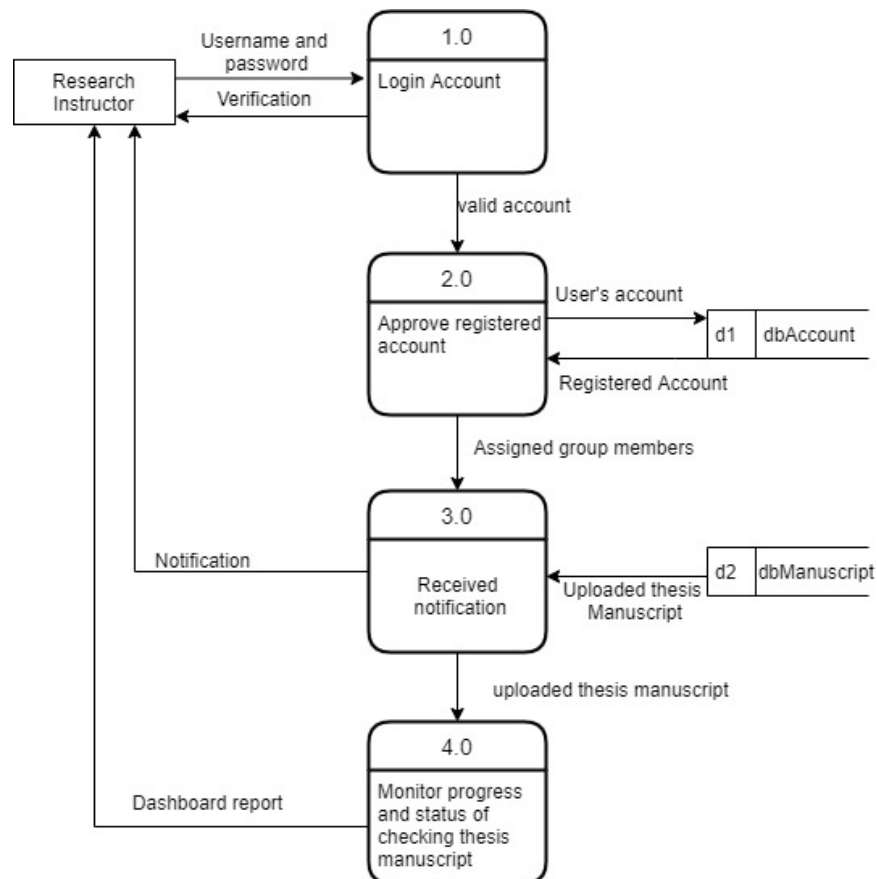 1.0
Username and
password
Login Account
Research
Instructor
Verification
valid account
2.0
User's account
Approve registered
account
d1
dbAccount
Registered Account
Assigned group members
3.0
Notification
Received
notification
Uploaded thesis
Manuscript
d2
dbManuscript
uploaded thesis manuscript
4.0
Dashboard report
Monitor progress
and status of
checking thesis
manuscript